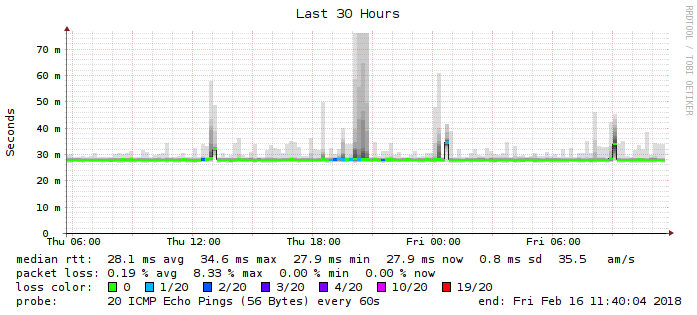 Last 30 Hours
RRDTOOL / TOBI OETIKER
Seconds
70 m
60 m
50 m
40 m
30 m
20 m
10 m
0
Thu 06:00 Thu 12:00 Thu 18:00 Fri 00:00 Fri 06:00
median rtt: 28.1 ms avg 34.6 ms max 27.9 ms min 27.9 ms now 0.8 ms sd 35.5 am/s
packet loss: 0.19 % avg 8.33 % max 0.00 % min 0.00 % now
loss color: 0 1/20 2/20 3/20 4/20 10/20 19/20
probe: 20 ICMP Echo Pings (56 Bytes) every 60s end: Fri Feb 16 11:40:04 2018